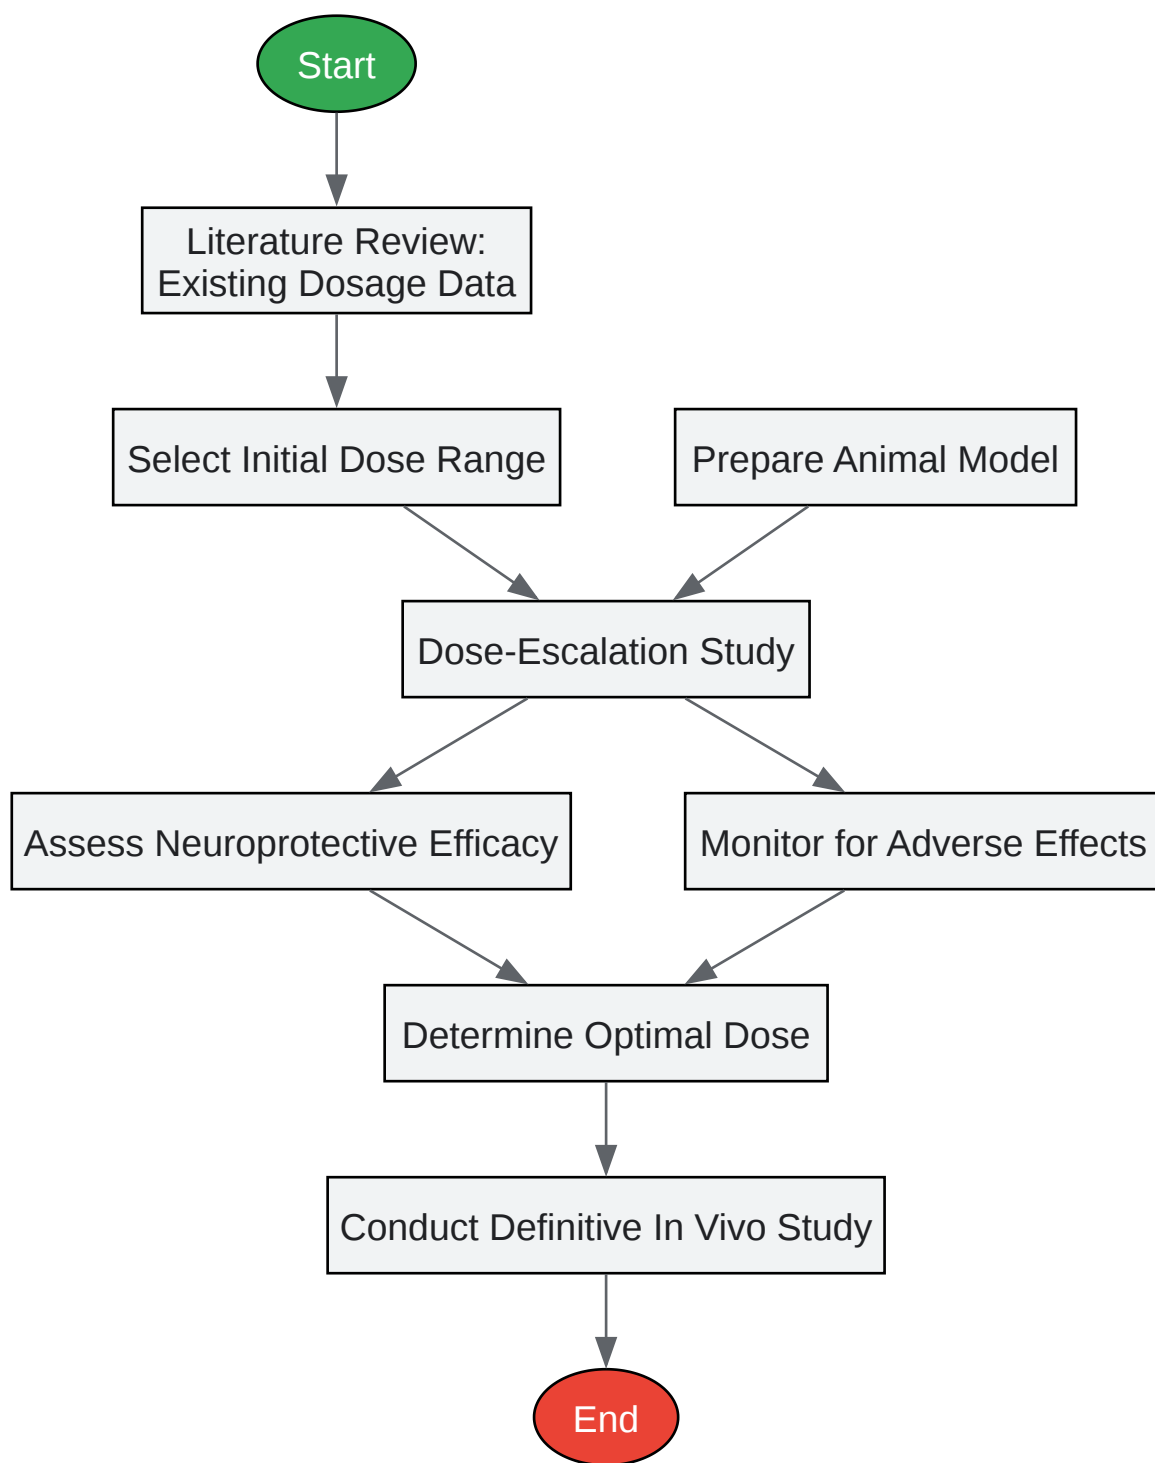 Start
Literature Review:
Existing Dosage Data
Select Initial Dose Range
Prepare Animal Model
Dose-Escalation Study
Assess Neuroprotective Efficacy
Monitor for Adverse Effects
Determine Optimal Dose
Conduct Definitive In Vivo Study
End